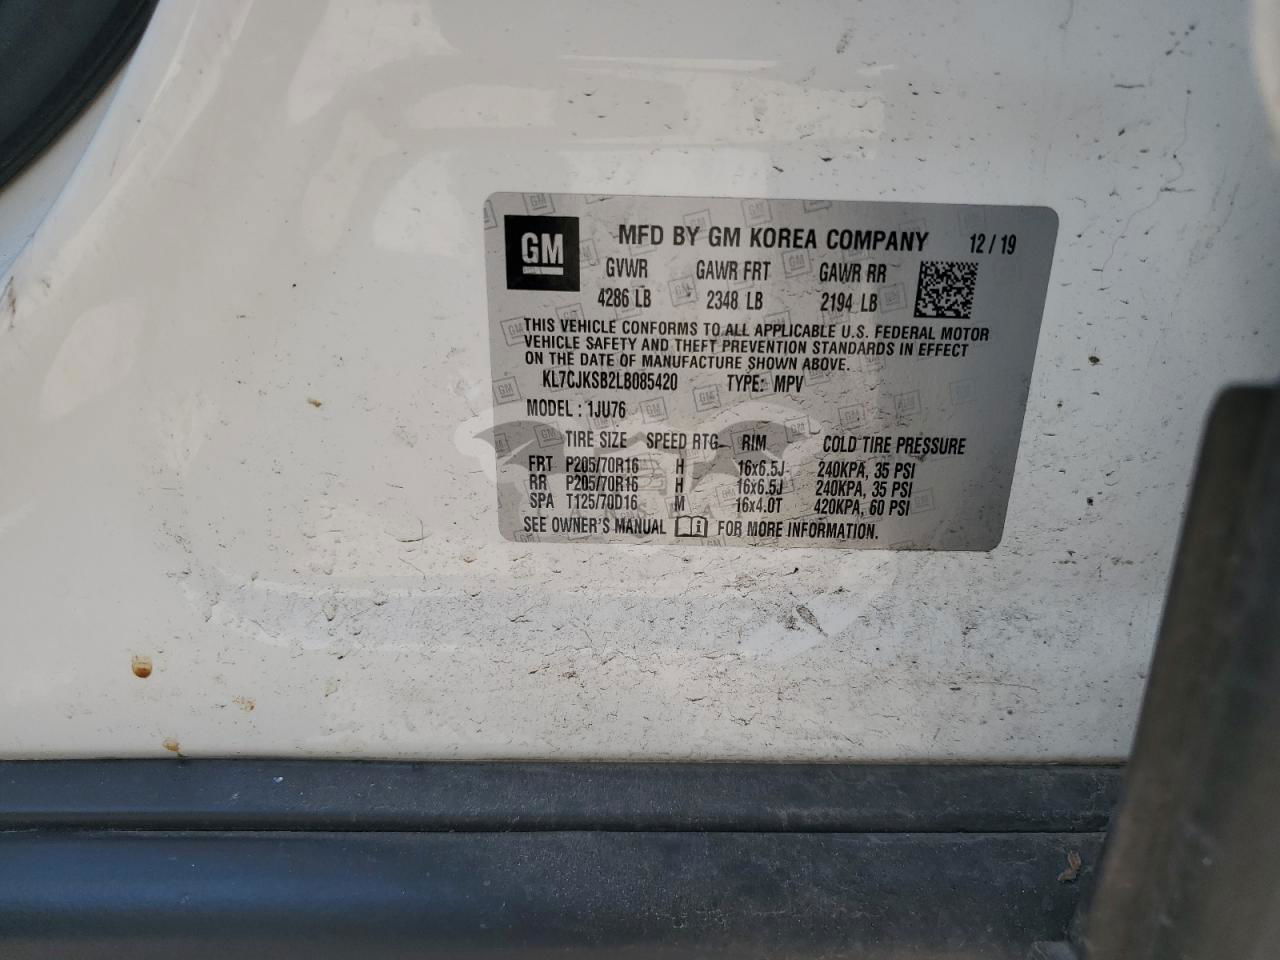 GM MFD BY GM KOREA COMPANY 12/19
GVWR GAWR FRT GAWR RR
4286 LB 2348 LB 2194 LB
THIS VEHICLE CONFORMS TO ALL APPLICABLE U.S. FEDERAL MOTOR
VEHICLE SAFETY AND THEFT PREVENTION STANDARDS IN EFFECT
ON THE DATE OF MANUFACTURE SHOWN ABOVE.
KL7CJKSB2LB085420 TYPE: MPV
MODEL : 1JU76
TIRE SIZE SPEED RTG RIM COLD TIRE PRESSURE
FRT P205/70R16 H 16x6.5J 240KPA, 35 PSI
RR P205/70R16 H 16x6.5J 240KPA, 35 PSI
SPA T125/70D16 M 16x4.0T 420KPA, 60 PSI
SEE OWNER'S MANUAL FOR MORE INFORMATION.